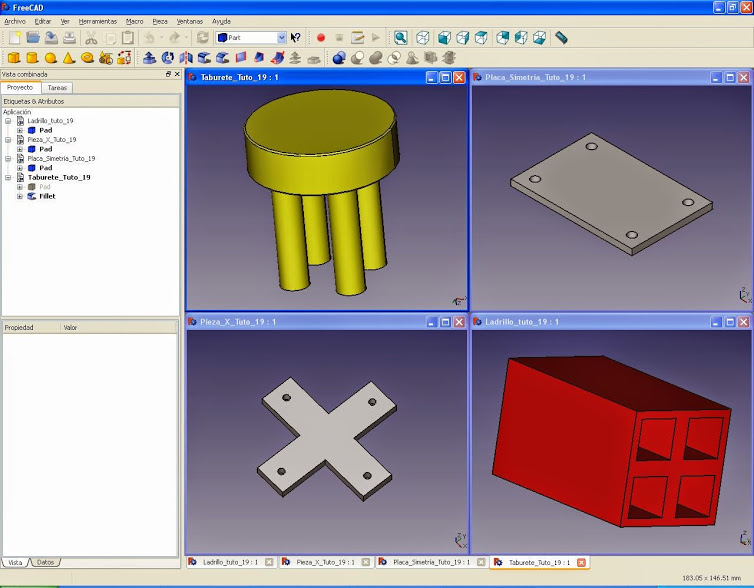 FreeCAD
Archivo Editar Ver Herramientas Macro Pieza Ventanas Ayuda
Part
Vista combinada
Proyecto Tareas
Etiquetas & Atributos
Aplicación
Ladrillo_tuto_19
Pad
Pieza_X_Tuto_19
Pad
Placa_Simetria_Tuto_19
Pad
Taburete_Tuto_19
Pad
Fillet
Propiedad Valor
Vista Datos
Taburete_Tuto_19 : 1
Placa_Simetria_Tuto_19 : 1
Pieza_X_Tuto_19 : 1
Ladrillo_tuto_19 : 1
Ladrillo_tuto_19 : 1 Pieza_X_Tuto_19 : 1 Placa_Simetria_Tuto_19 : 1 Taburete_Tuto_19 : 1
183.05 x 146.51 mm